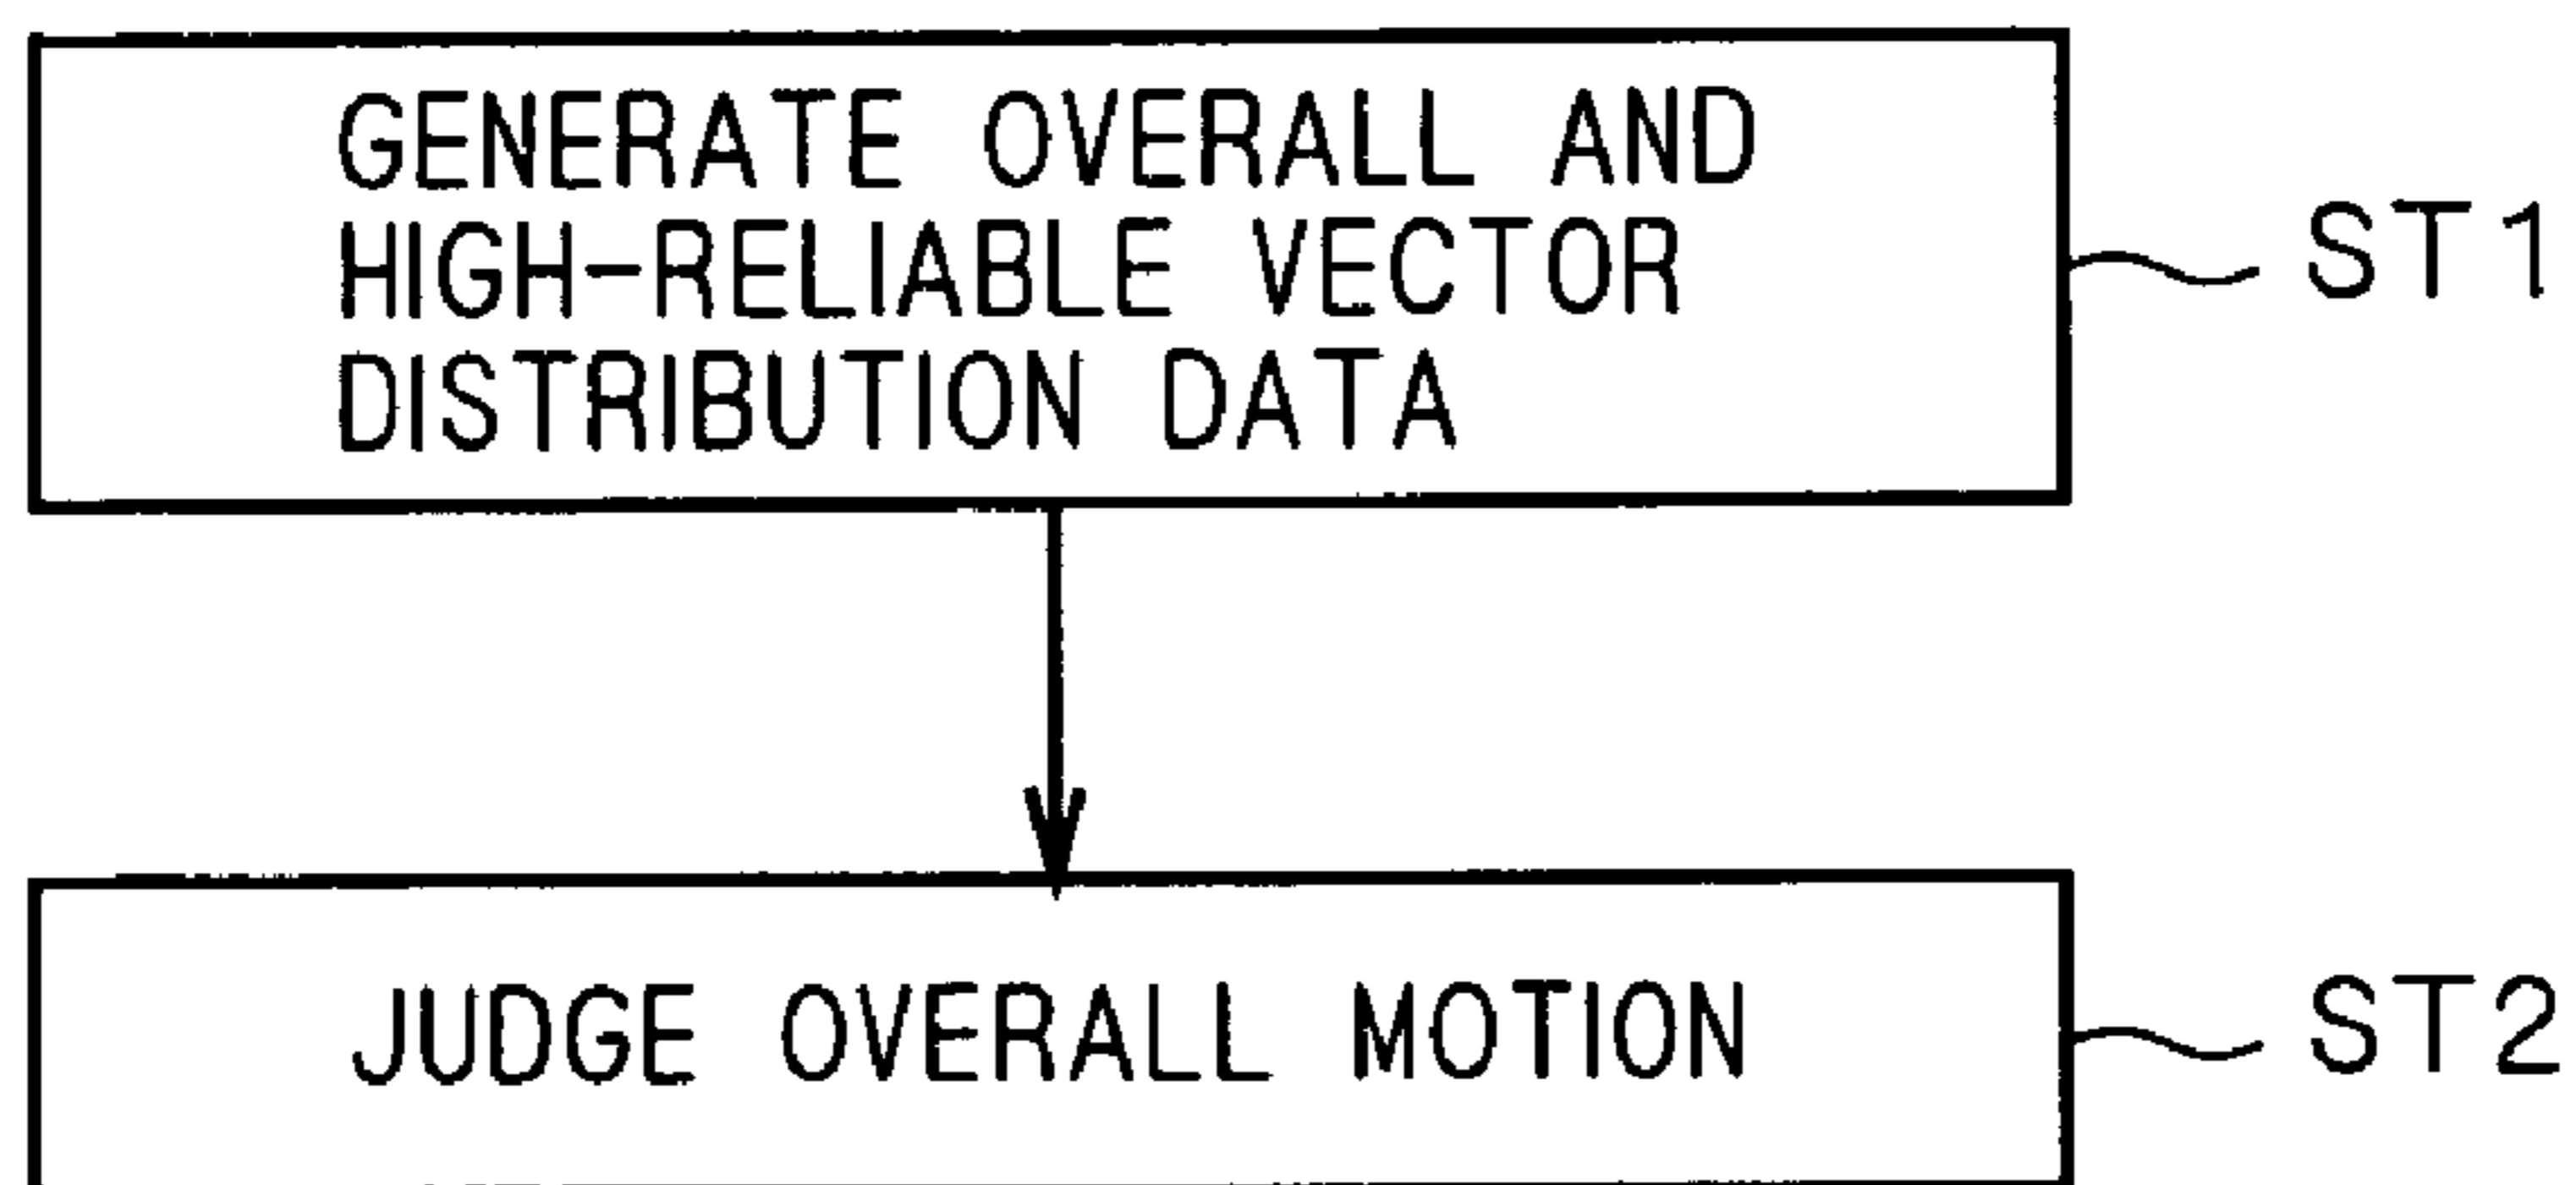 GENERATE OVERALL AND
HIGH-RELIABLE VECTOR
DISTRIBUTION DATA
ST1
JUDGE OVERALL MOTION
ST2